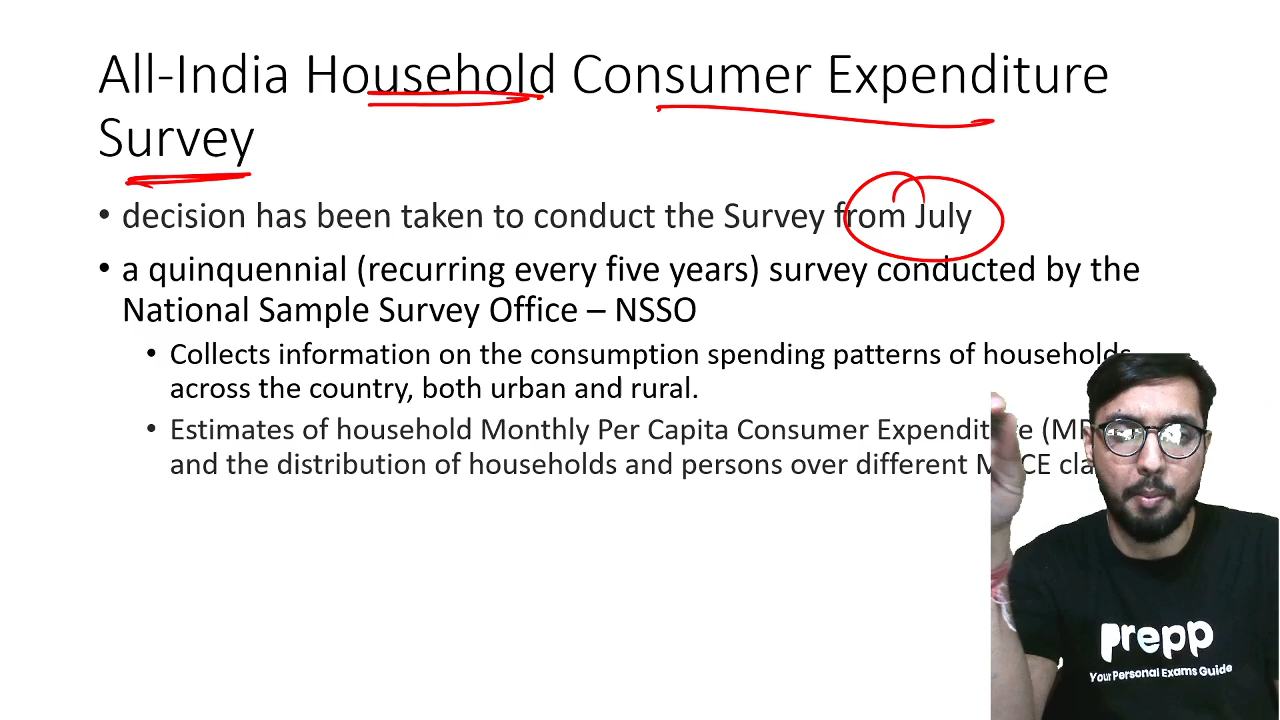 All-India Household Consumer Expenditure
Survey
• decision has been taken to conduct the Survey from July
• a quinquennial (recurring every five years) survey conducted by the
National Sample Survey Office – NSSO
• Collects information on the consumption spending patterns of households
across the country, both urban and rural.
• Estimates of household Monthly Per Capita Consumer
and the distribution of households and persons over different
prepp
Your Personal Exams Guide